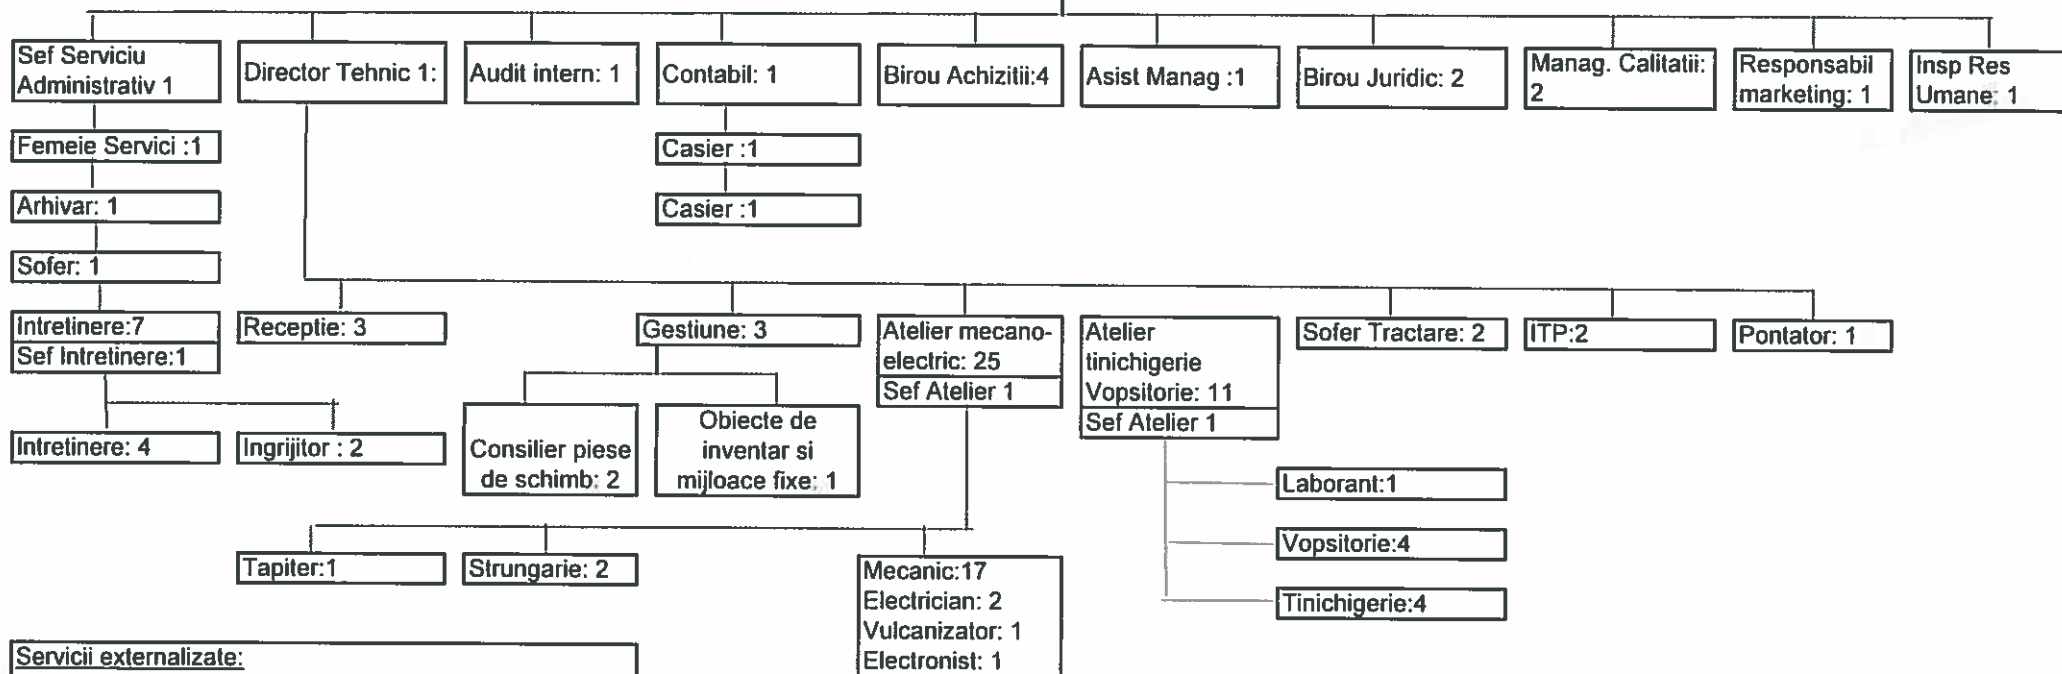 Sef Serviciu
Administrativ 1
Director Tehnic 1:
Audit intern: 1
Contabil: 1
Birou Achizitii:4
Asist Manag :1
Birou Juridic: 2
Manag. Calitatii:
2
Responsabil
marketing: 1
Insp Res
Umane: 1
Femeie Servici :1
Casier :1
Arhivar: 1
Casier :1
Sofer: 1
Intretinere:7
Sef Intretinere:1
Receptie: 3
Gestiune: 3
Atelier mecano-
electric: 25
Sef Atelier 1
Atelier
tinichigerie
Vopsitorie: 11
Sef Atelier 1
Sofer Tractare: 2
ITP:2
Pontator: 1
Intretinere: 4
Ingrijitor : 2
Consilier piese
de schimb: 2
Obiecte de
inventar si
mijloace fixe: 1
Laborant:1
Vopsitorie:4
Tinichigerie:4
Tapiter:1
Strungarie: 2
Mecanic:17
Electrician: 2
Vulcanizator: 1
Electronist: 1
Servicii externalizate: